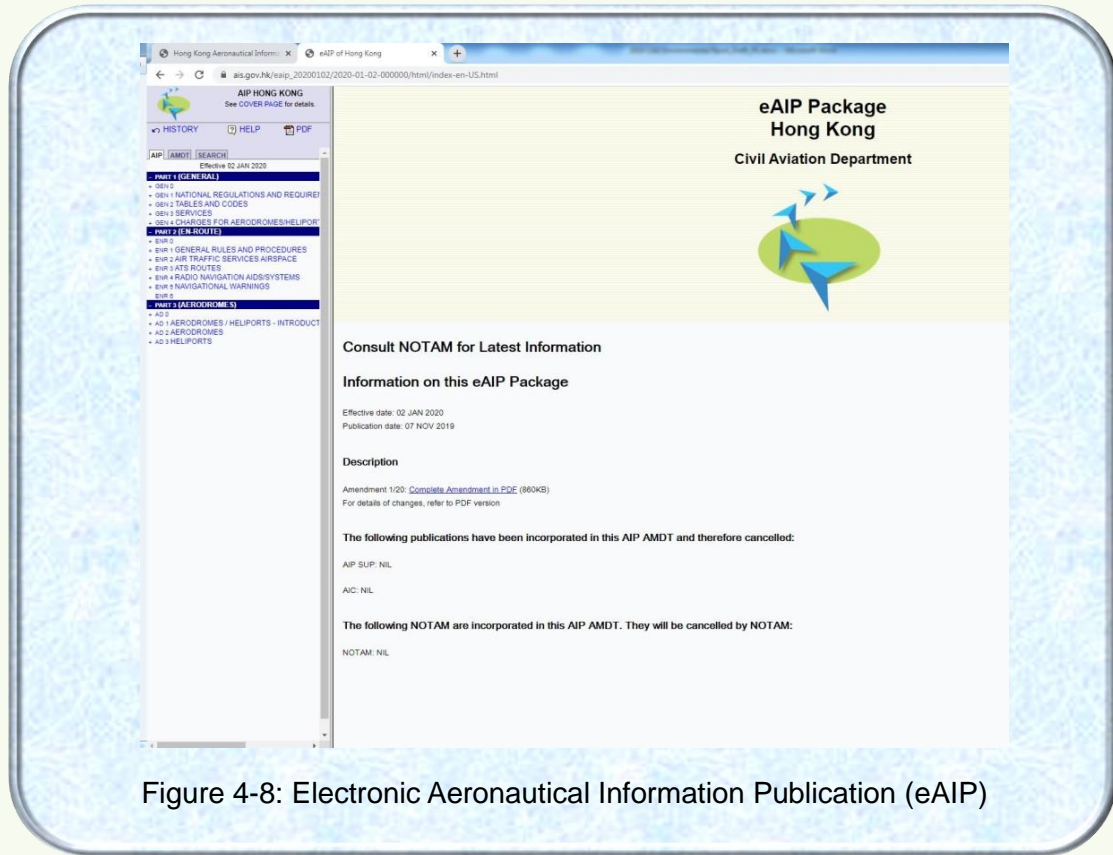 Hong Kong Aeronautical Inform
eAIP of Hong Kong
ais.gov.hk/eaip_20200102/2020-01-02-000000/html/index-en-US.html
AIP HONG KONG
See COVER PAGE for details.
HISTORY
HELP
PDF
AIP
AMDT
SEARCH
Effective 02 JAN 2020
- PART 1 (GENERAL)
+ GEN 0
+ GEN 1 NATIONAL REGULATIONS AND REQUIREM
+ GEN 2 TABLES AND CODES
+ GEN 3 SERVICES
+ GEN 4 CHARGES FOR AERODROMES/HELIPORT
- PART 2 (EN-ROUTE)
+ ENR 0
+ ENR 1 GENERAL RULES AND PROCEDURES
+ ENR 2 AIR TRAFFIC SERVICES AIRSPACE
+ ENR 3 ATS ROUTES
+ ENR 4 RADIO NAVIGATION AIDS/SYSTEMS
+ ENR 5 NAVIGATIONAL WARNINGS
ENR 6
- PART 3 (AERODROMES)
+ AD 0
+ AD 1 AERODROMES / HELIPORTS - INTRODUCT
+ AD 2 AERODROMES
+ AD 3 HELIPORTS
eAIP Package
Hong Kong
Civil Aviation Department
Consult NOTAM for Latest Information
Information on this eAIP Package
Effective date: 02 JAN 2020
Publication date: 07 NOV 2019
Description
Amendment 1/20: Complete Amendment in PDF (860KB)
For details of changes, refer to PDF version
The following publications have been incorporated in this AIP AMDT and therefore cancelled:
AIP SUP: NIL
AIC: NIL
The following NOTAM are incorporated in this AIP AMDT. They will be cancelled by NOTAM:
NOTAM: NIL
Figure 4-8: Electronic Aeronautical Information Publication (eAIP)